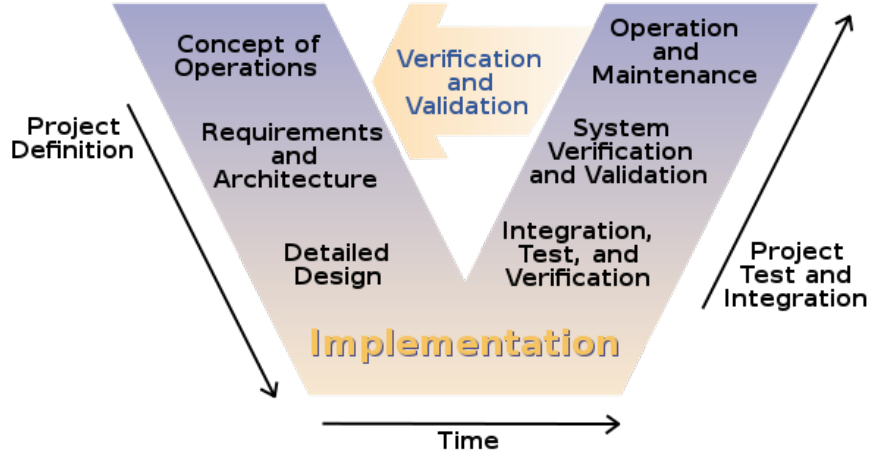 Concept of
Operations
Verification
and
Validation
Operation
and
Maintenance
Project
Definition
Requirements
and
Architecture
System
Verification
and Validation
Detailed
Design
Integration,
Test, and
Verification
Project
Test and
Integration
Implementation
Time